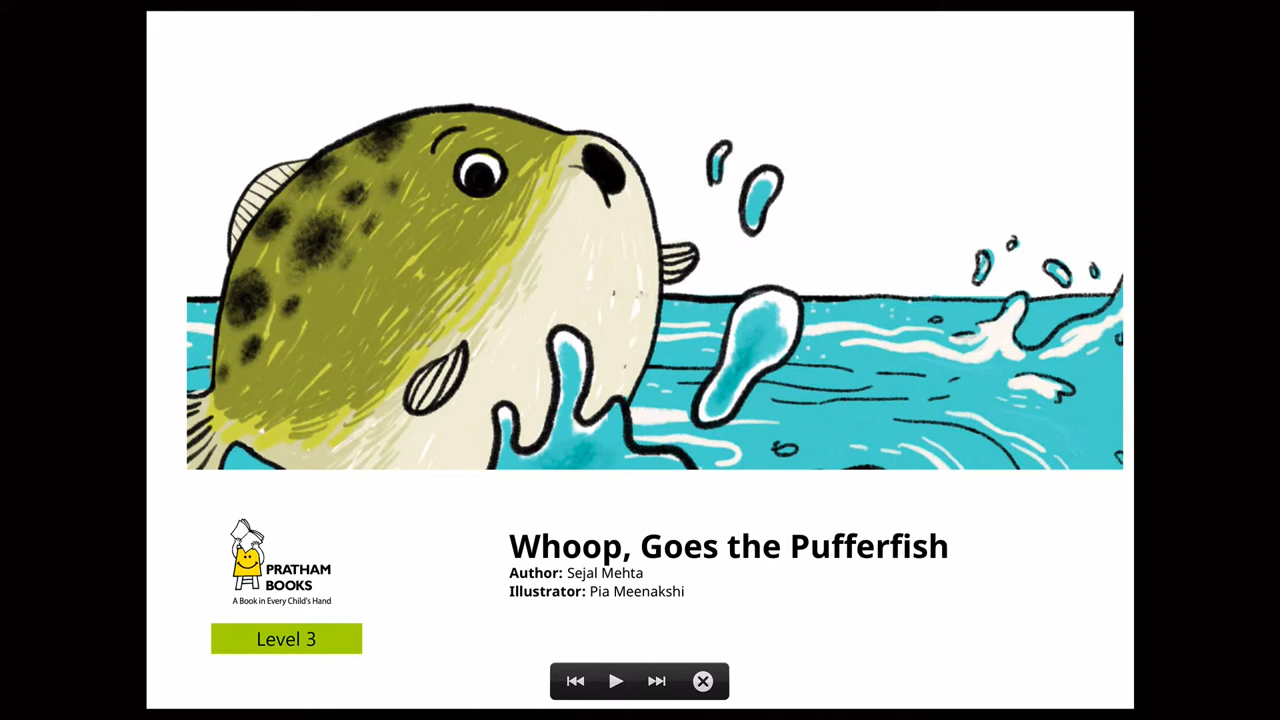 Whoop, Goes the Pufferfish
Author: Sejal Mehta
Illustrator: Pia Meenakshi
PRATHAM
BOOKS
A Book in Every Child's Hand
Level 3